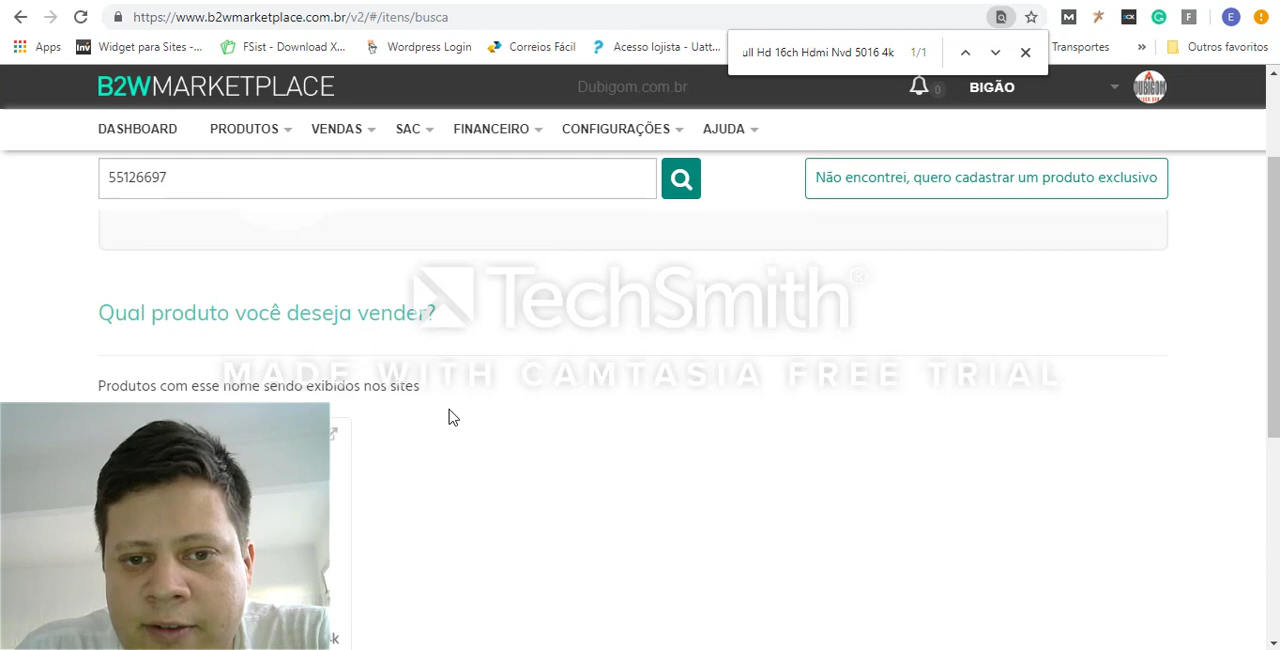 https://www.b2wmarketplace.com.br/v2/#/itens/busca
Apps Widget para Sites -... FSist - Download X... Wordpress Login Correios Fácil Acesso lojista - Uatt... Transportes » Outros favoritos
ull Hd 16ch Hdmi Nvd 5016 4k 1/1
B2WMARKETPLACE Dubigom.com.br 0 BIGÃO
DASHBOARD PRODUTOS VENDAS SAC FINANCEIRO CONFIGURAÇÕES AJUDA
55126697 Não encontrei, quero cadastrar um produto exclusivo
TechSmith®
Qual produto você deseja vender?
MADE WITH CAMTASIA FREE TRIAL
Produtos com esse nome sendo exibidos nos sites